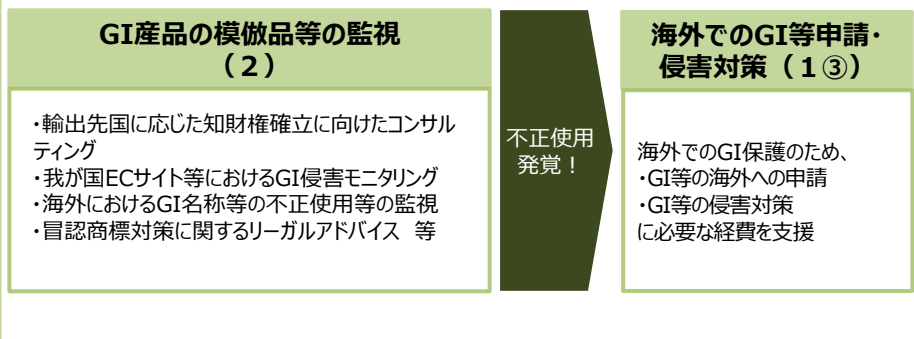 GI産品の模倣品等の監視
（２）
・輸出先国に応じた知財権確立に向けたコンサル
ティング
・我が国ECサイト等におけるGI侵害モニタリング
・海外におけるGI名称等の不正使用等の監視
・冒認商標対策に関するリーガルアドバイス　等
不正使用
発覚！
海外でのGI等申請・
侵害対策（１③）
海外でのGI保護のため、
・GI等の海外への申請
・GI等の侵害対策
に必要な経費を支援